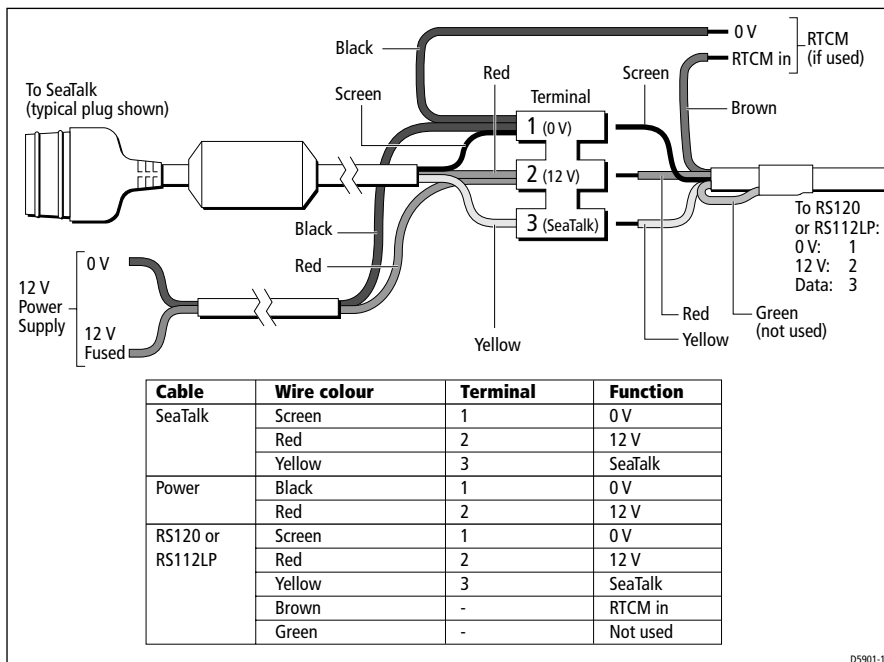 0 V
RTCM in
RTCM
(if used)
Black
Red
Screen
Screen
Terminal
Brown
To SeaTalk
(typical plug shown)
1 (0 V)
2 (12 V)
3 (SeaTalk)
Black
Red
Yellow
0 V
12 V
Power
Supply
12 V
Fused
To RS120
or RS112LP:
0 V: 1
12 V: 2
Data: 3
Red
Yellow
Green
(not used)
Cable Wire colour Terminal Function
SeaTalk Screen 1 0 V
Red 2 12 V
Yellow 3 SeaTalk
Power Black 1 0 V
Red 2 12 V
RS120 or Screen 1 0 V
RS112LP Red 2 12 V
Yellow 3 SeaTalk
Brown - RTCM in
Green - Not used
D5901-1